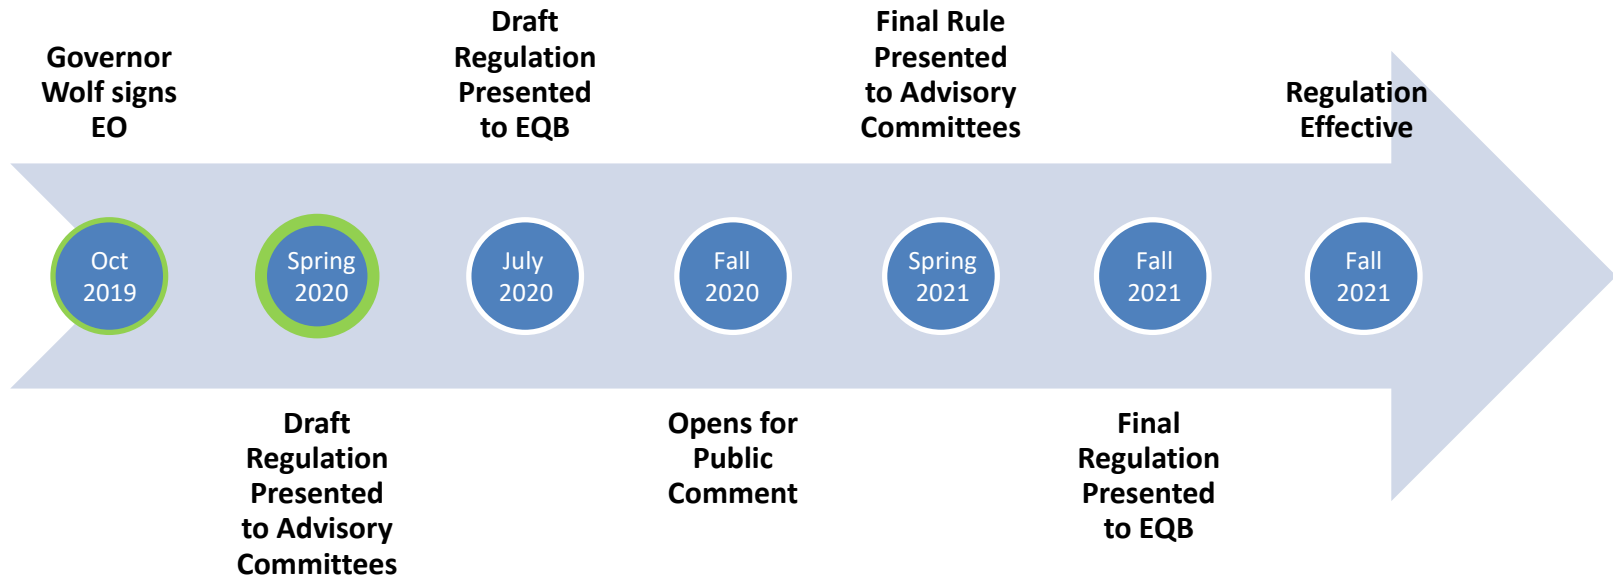 Governor
Wolf signs
EO
Oct
2019
Spring
2020
Draft
Regulation
Presented
to Advisory
Committees
Draft
Regulation
Presented
to EQB
July
2020
Fall
2020
Opens for
Public
Comment
Final Rule
Presented
to Advisory
Committees
Spring
2021
Fall
2021
Final
Regulation
Presented
to EQB
Regulation
Effective
Fall
2021